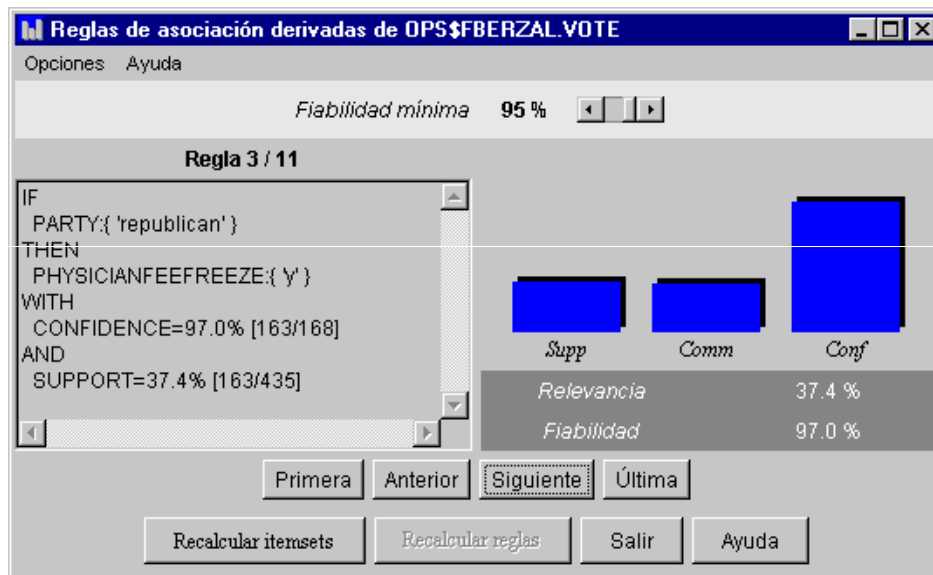 Reglas de asociación derivadas de OPS$FBERZAL.VOTE
Opciones Ayuda
Fiabilidad mínima 95 %
Regla 3 / 11
IF
PARTY:{ 'republican' }
THEN
PHYSICIANFEEFREEZE:{ 'y' }
WITH
CONFIDENCE=97.0% [163/168]
AND
SUPPORT=37.4% [163/435]
Supp Comm Conf
Relevancia 37.4 %
Fiabilidad 97.0 %
Primera Anterior Siguiente Última
Recalcular itemsets Recalcular reglas Salir Ayuda